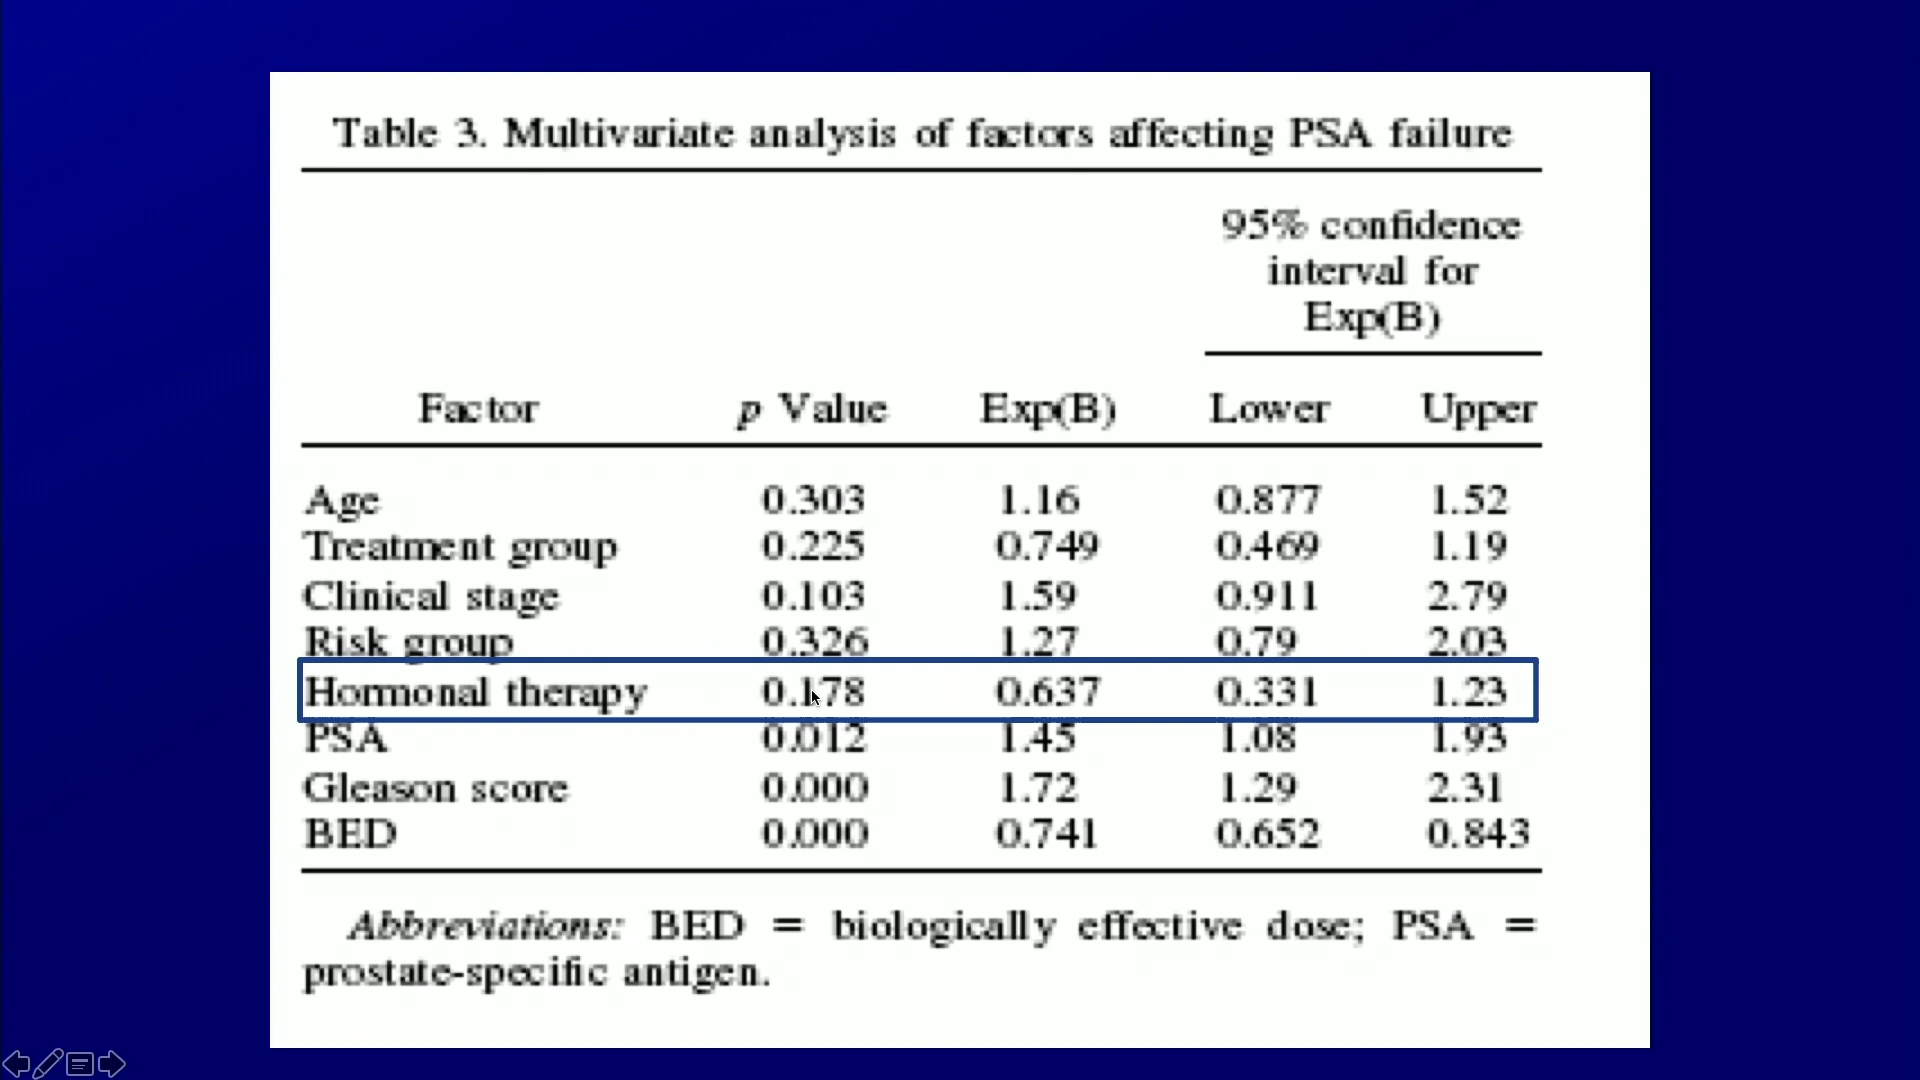 Table 3. Multivariate analysis of factors affecting PSA failure
95% confidence
interval for
Exp(B)
Factor p Value Exp(B) Lower Upper
Age 0.303 1.16 0.877 1.52
Treatment group 0.225 0.749 0.469 1.19
Clinical stage 0.103 1.59 0.911 2.79
Risk group 0.326 1.27 0.79 2.03
Hormonal therapy 0.178 0.637 0.331 1.23
PSA 0.012 1.45 1.08 1.93
Gleason score 0.000 1.72 1.29 2.31
BED 0.000 0.741 0.652 0.843
Abbreviations: BED = biologically effective dose; PSA =
prostate-specific antigen.